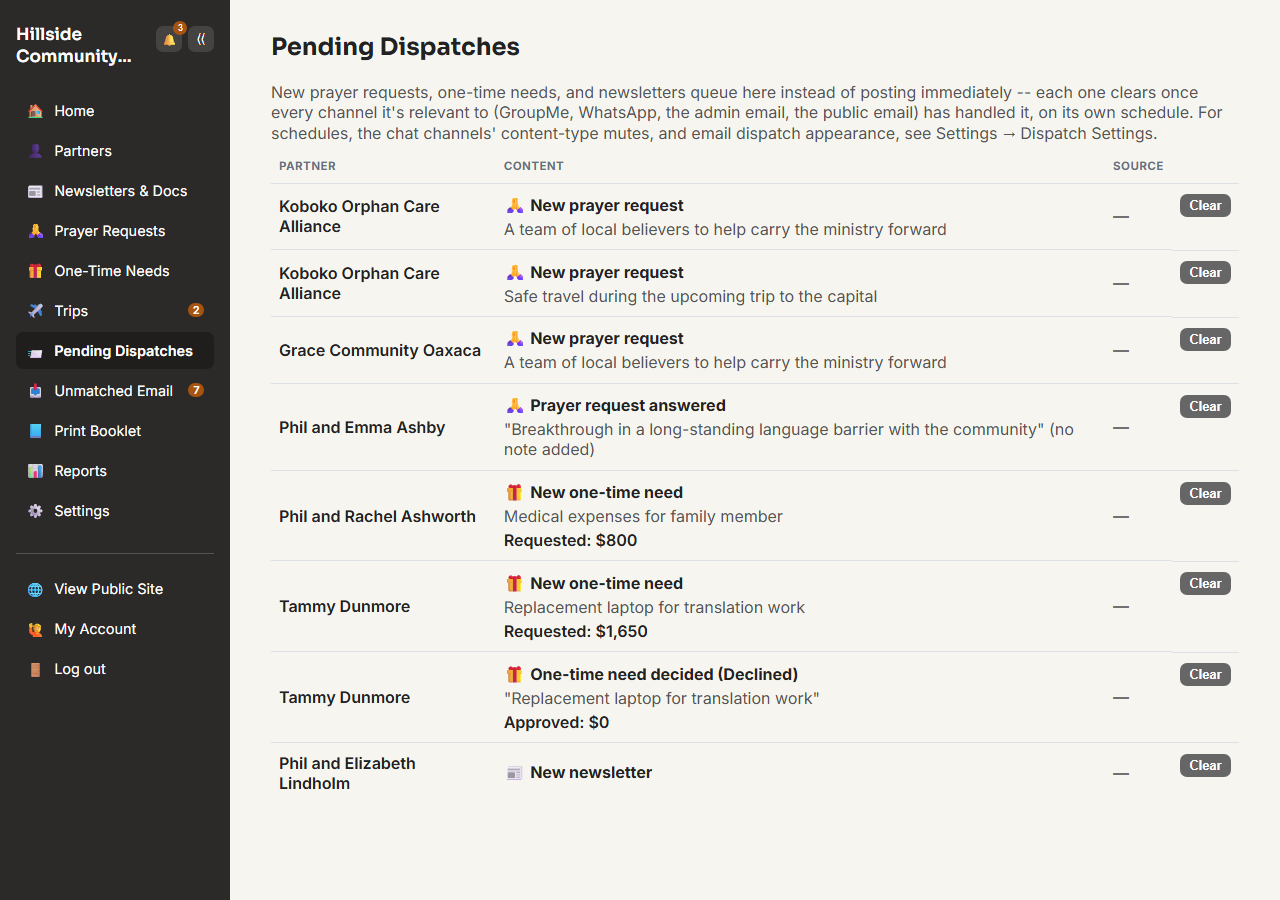 Hillside
Community...
3
⟨⟨
Home
Partners
Newsletters & Docs
Prayer Requests
One-Time Needs
Trips 2
Pending Dispatches
Unmatched Email 7
Print Booklet
Reports
Settings
View Public Site
My Account
Log out
Pending Dispatches
New prayer requests, one-time needs, and newsletters queue here instead of posting immediately -- each one clears once
every channel it's relevant to (GroupMe, WhatsApp, the admin email, the public email) has handled it, on its own schedule. For
schedules, the chat channels' content-type mutes, and email dispatch appearance, see Settings → Dispatch Settings.
PARTNER CONTENT SOURCE
Koboko Orphan Care
Alliance
New prayer request
A team of local believers to help carry the ministry forward
—
Clear
Koboko Orphan Care
Alliance
New prayer request
Safe travel during the upcoming trip to the capital
—
Clear
Grace Community Oaxaca
New prayer request
A team of local believers to help carry the ministry forward
—
Clear
Phil and Emma Ashby
Prayer request answered
"Breakthrough in a long-standing language barrier with the community" (no
note added)
—
Clear
Phil and Rachel Ashworth
New one-time need
Medical expenses for family member
Requested: $800
—
Clear
Tammy Dunmore
New one-time need
Replacement laptop for translation work
Requested: $1,650
—
Clear
Tammy Dunmore
One-time need decided (Declined)
"Replacement laptop for translation work"
Approved: $0
—
Clear
Phil and Elizabeth
Lindholm
New newsletter
—
Clear